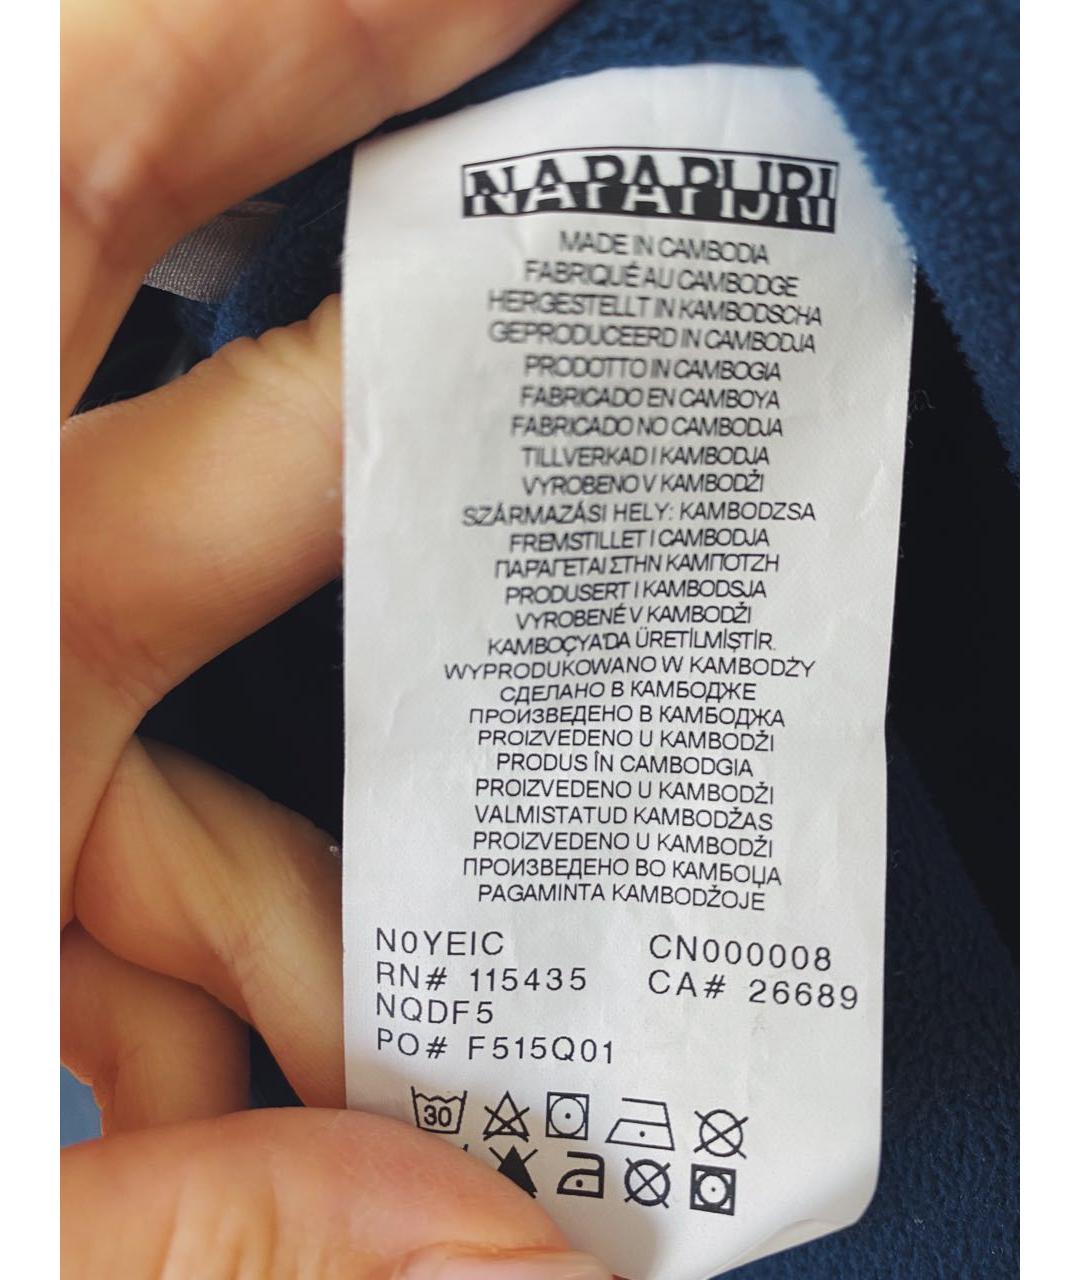 NAPAPIJRI
MADE IN CAMBODIA
FABRIQUÉ AU CAMBODGE
HERGESTELLT IN KAMBODSCHA
GEPRODUCEERD IN CAMBODJA
PRODOTTO IN CAMBOGIA
FABRICADO EN CAMBOYA
FABRICADO NO CAMBODJA
TILLVERKAD I KAMBODJA
VYROBENO V KAMBODŽI
SZÁRMAZÁSI HELY: KAMBODZSA
FREMSTILLET I CAMBODJA
ΠΑΡΑΓΕΤΑΙ ΣΤΗΝ ΚΑΜΠΟΤΖΗ
PRODUSERT I KAMBODSJA
VYROBENÉ V KAMBODŽI
KAMBOÇYA'DA ÜRETİLMİŞTİR.
WYPRODUKOWANO W KAMBODŻY
СДЕЛАНО В КАМБОДЖЕ
ПРОИЗВЕДЕНО В КАМБОДЖА
PROIZVEDENO U KAMBODŽI
PRODUS ÎN CAMBODGIA
PROIZVEDENO U KAMBODŽI
VALMISTATUD KAMBODŽAS
PROIZVEDENO U KAMBODŽI
ПРОИЗВЕДЕНО ВО КАМБОЏА
PAGAMINTA KAMBODŽOJE
N0YEIC CN000008
RN# 115435 CA# 26689
NQDF5
PO# F515Q01
30